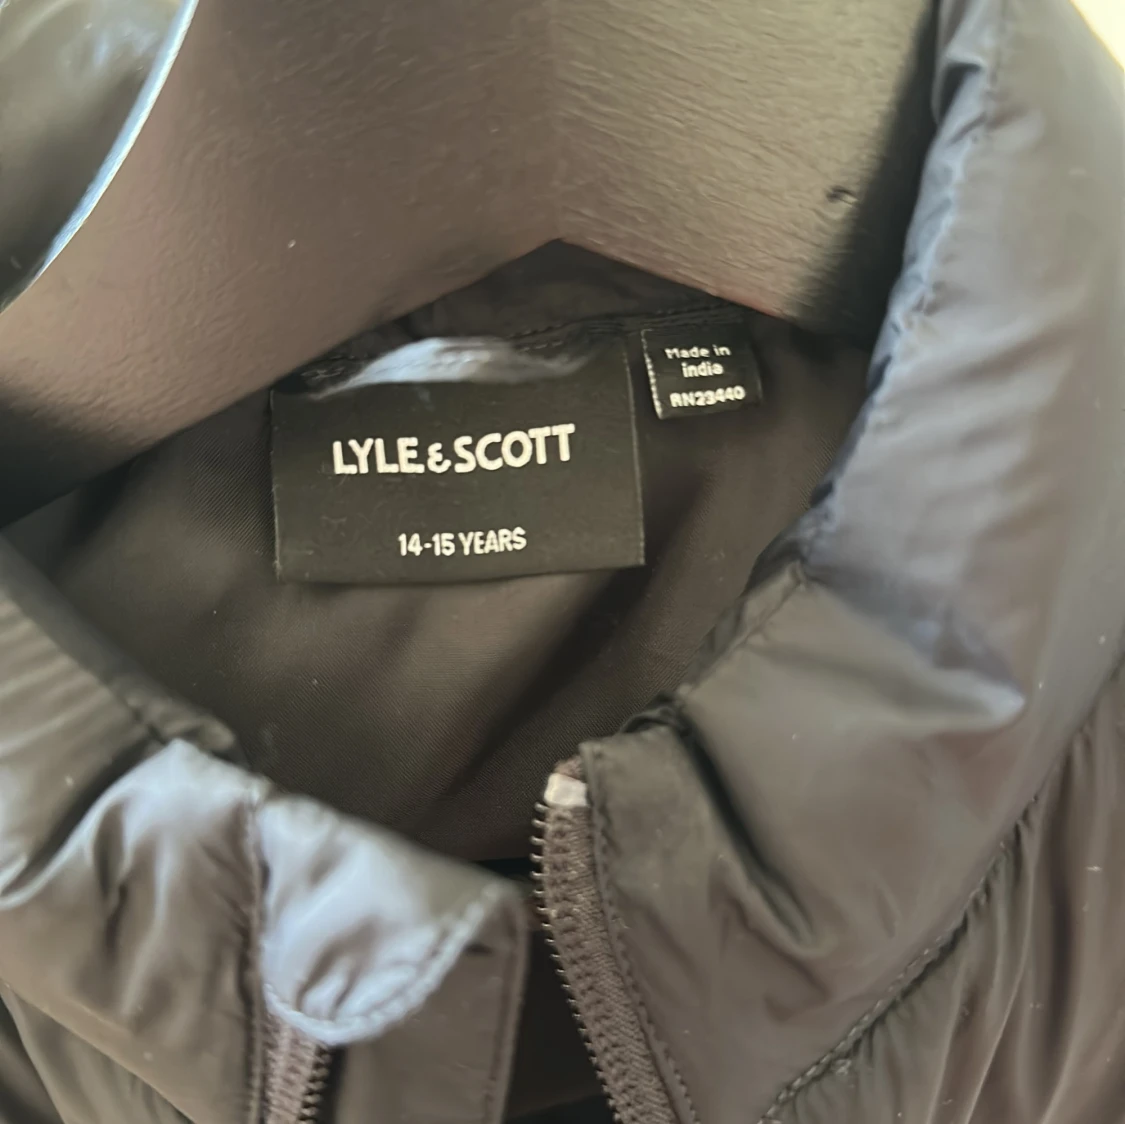 LYLE & SCOTT
14-15 YEARS
Made in
india
RN23440